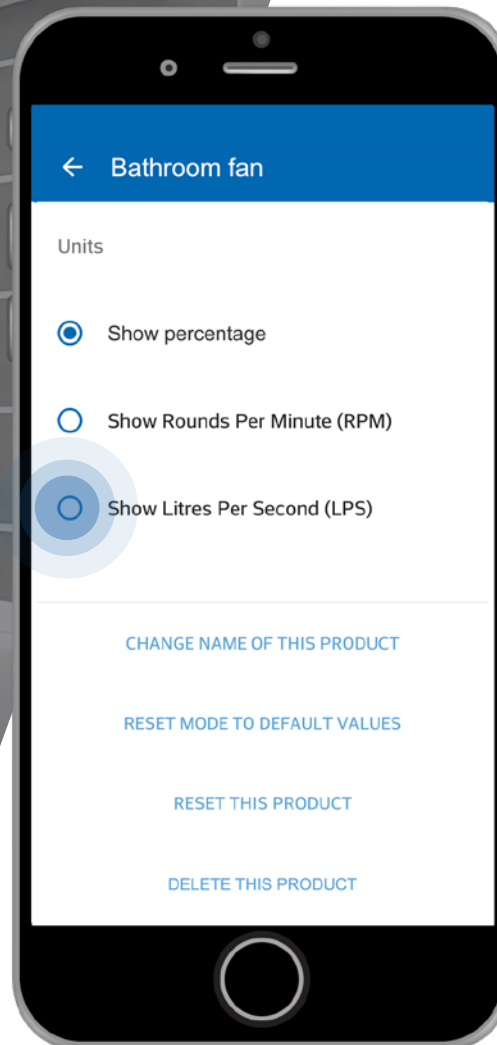 Bathroom fan
Units
Show percentage
Show Rounds Per Minute (RPM)
Show Litres Per Second (LPS)
CHANGE NAME OF THIS PRODUCT
RESET MODE TO DEFAULT VALUES
RESET THIS PRODUCT
DELETE THIS PRODUCT